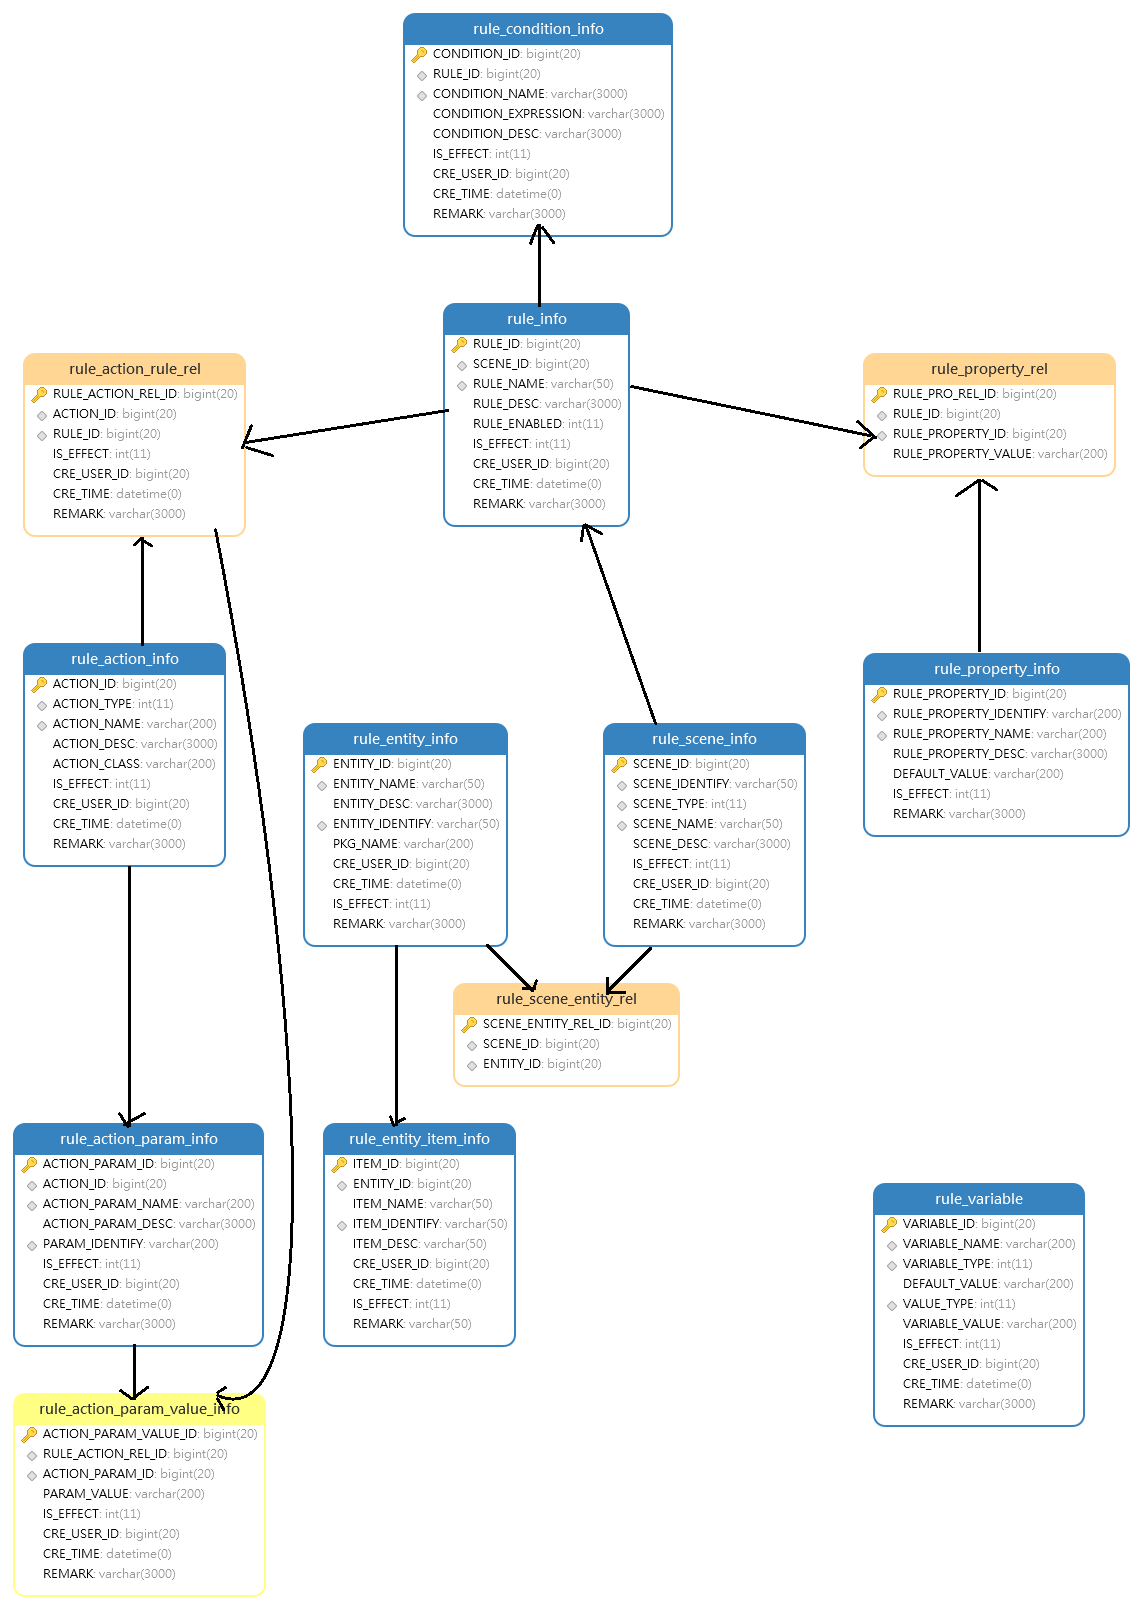 rule_condition_info
CONDITION_ID: bigint(20)
RULE_ID: bigint(20)
CONDITION_NAME: varchar(3000)
CONDITION_EXPRESSION: varchar(3000)
CONDITION_DESC: varchar(3000)
IS_EFFECT: int(11)
CRE_USER_ID: bigint(20)
CRE_TIME: datetime(0)
REMARK: varchar(3000)
rule_info
RULE_ID: bigint(20)
SCENE_ID: bigint(20)
RULE_NAME: varchar(50)
RULE_DESC: varchar(3000)
RULE_ENABLED: int(11)
IS_EFFECT: int(11)
CRE_USER_ID: bigint(20)
CRE_TIME: datetime(0)
REMARK: varchar(3000)
rule_action_rule_rel
RULE_ACTION_REL_ID: bigint(20)
ACTION_ID: bigint(20)
RULE_ID: bigint(20)
IS_EFFECT: int(11)
CRE_USER_ID: bigint(20)
CRE_TIME: datetime(0)
REMARK: varchar(3000)
rule_property_rel
RULE_PRO_REL_ID: bigint(20)
RULE_ID: bigint(20)
RULE_PROPERTY_ID: bigint(20)
RULE_PROPERTY_VALUE: varchar(200)
rule_action_info
ACTION_ID: bigint(20)
ACTION_TYPE: int(11)
ACTION_NAME: varchar(200)
ACTION_DESC: varchar(3000)
ACTION_CLASS: varchar(200)
IS_EFFECT: int(11)
CRE_USER_ID: bigint(20)
CRE_TIME: datetime(0)
REMARK: varchar(3000)
rule_property_info
RULE_PROPERTY_ID: bigint(20)
RULE_PROPERTY_IDENTIFY: varchar(200)
RULE_PROPERTY_NAME: varchar(200)
RULE_PROPERTY_DESC: varchar(3000)
DEFAULT_VALUE: varchar(200)
IS_EFFECT: int(11)
REMARK: varchar(3000)
rule_entity_info
ENTITY_ID: bigint(20)
ENTITY_NAME: varchar(50)
ENTITY_DESC: varchar(3000)
ENTITY_IDENTIFY: varchar(50)
PKG_NAME: varchar(200)
CRE_USER_ID: bigint(20)
CRE_TIME: datetime(0)
IS_EFFECT: int(11)
REMARK: varchar(3000)
rule_scene_info
SCENE_ID: bigint(20)
SCENE_IDENTIFY: varchar(50)
SCENE_TYPE: int(11)
SCENE_NAME: varchar(50)
SCENE_DESC: varchar(3000)
IS_EFFECT: int(11)
CRE_USER_ID: bigint(20)
CRE_TIME: datetime(0)
REMARK: varchar(3000)
rule_scene_entity_rel
SCENE_ENTITY_REL_ID: bigint(20)
SCENE_ID: bigint(20)
ENTITY_ID: bigint(20)
rule_action_param_info
ACTION_PARAM_ID: bigint(20)
ACTION_ID: bigint(20)
ACTION_PARAM_NAME: varchar(200)
ACTION_PARAM_DESC: varchar(3000)
PARAM_IDENTIFY: varchar(200)
IS_EFFECT: int(11)
CRE_USER_ID: bigint(20)
CRE_TIME: datetime(0)
REMARK: varchar(3000)
rule_entity_item_info
ITEM_ID: bigint(20)
ENTITY_ID: bigint(20)
ITEM_NAME: varchar(50)
ITEM_IDENTIFY: varchar(50)
ITEM_DESC: varchar(50)
CRE_USER_ID: bigint(20)
CRE_TIME: datetime(0)
IS_EFFECT: int(11)
REMARK: varchar(50)
rule_variable
VARIABLE_ID: bigint(20)
VARIABLE_NAME: varchar(200)
VARIABLE_TYPE: int(11)
DEFAULT_VALUE: varchar(200)
VALUE_TYPE: int(11)
VARIABLE_VALUE: varchar(200)
IS_EFFECT: int(11)
CRE_USER_ID: bigint(20)
CRE_TIME: datetime(0)
REMARK: varchar(3000)
rule_action_param_value_info
ACTION_PARAM_VALUE_ID: bigint(20)
RULE_ACTION_REL_ID: bigint(20)
ACTION_PARAM_ID: bigint(20)
PARAM_VALUE: varchar(200)
IS_EFFECT: int(11)
CRE_USER_ID: bigint(20)
CRE_TIME: datetime(0)
REMARK: varchar(3000)